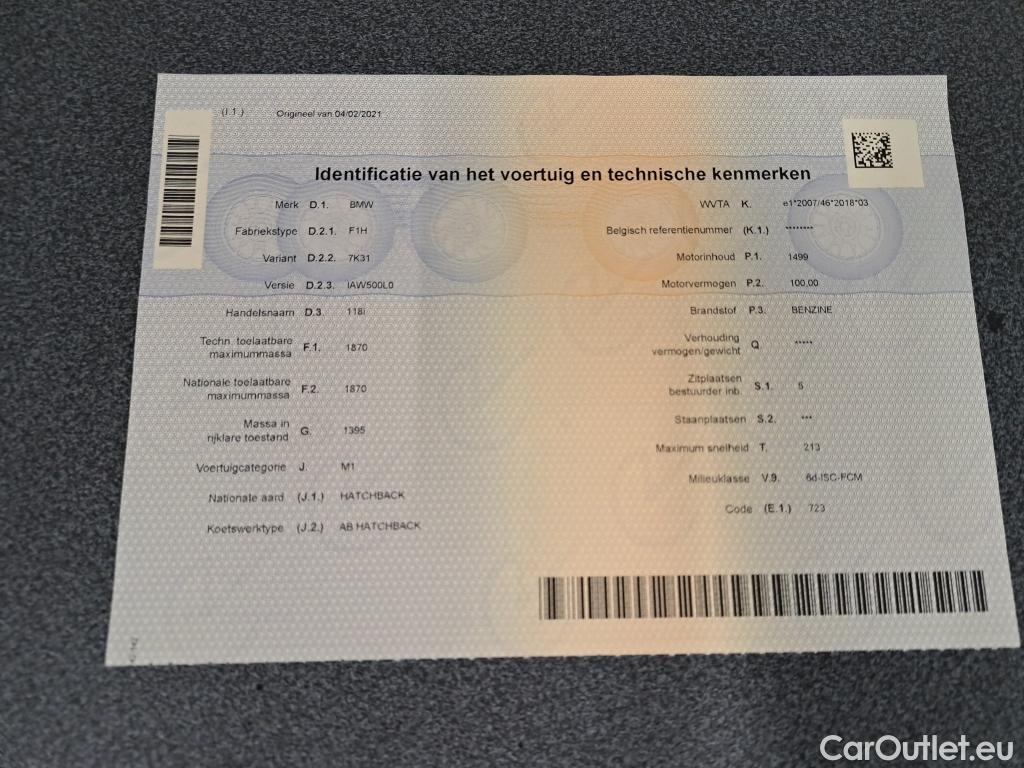 (I.1.) Origineel van 04/02/2021
Identificatie van het voertuig en technische kenmerken
Merk D.1. BMW
Fabriekstype D.2.1. F1H
Variant D.2.2. 7K31
Versie D.2.3. IAW500L0
Handelsnaam D.3. 118i
Techn. toelaatbare
maximummassa F.1. 1870
Nationale toelaatbare
maximummassa F.2. 1870
Massa in
rijklare toestand G. 1395
Voertuigcategorie J. M1
Nationale aard (J.1.) HATCHBACK
Koetswerktype (J.2.) AB HATCHBACK
WVTA K. e1*2007/46*2018*03
Belgisch referentienummer (K.1.) ********
Motorinhoud P.1. 1499
Motorvermogen P.2. 100,00
Brandstof P.3. BENZINE
Verhouding
vermogen/gewicht Q. *****
Zitplaatsen
bestuurder inb. S.1. 5
Staanplaatsen S.2. ***
Maximum snelheid T. 213
Milieuklasse V.9. 6d-ISC-FCM
Code (E.1.) 723
CarOutlet.eu